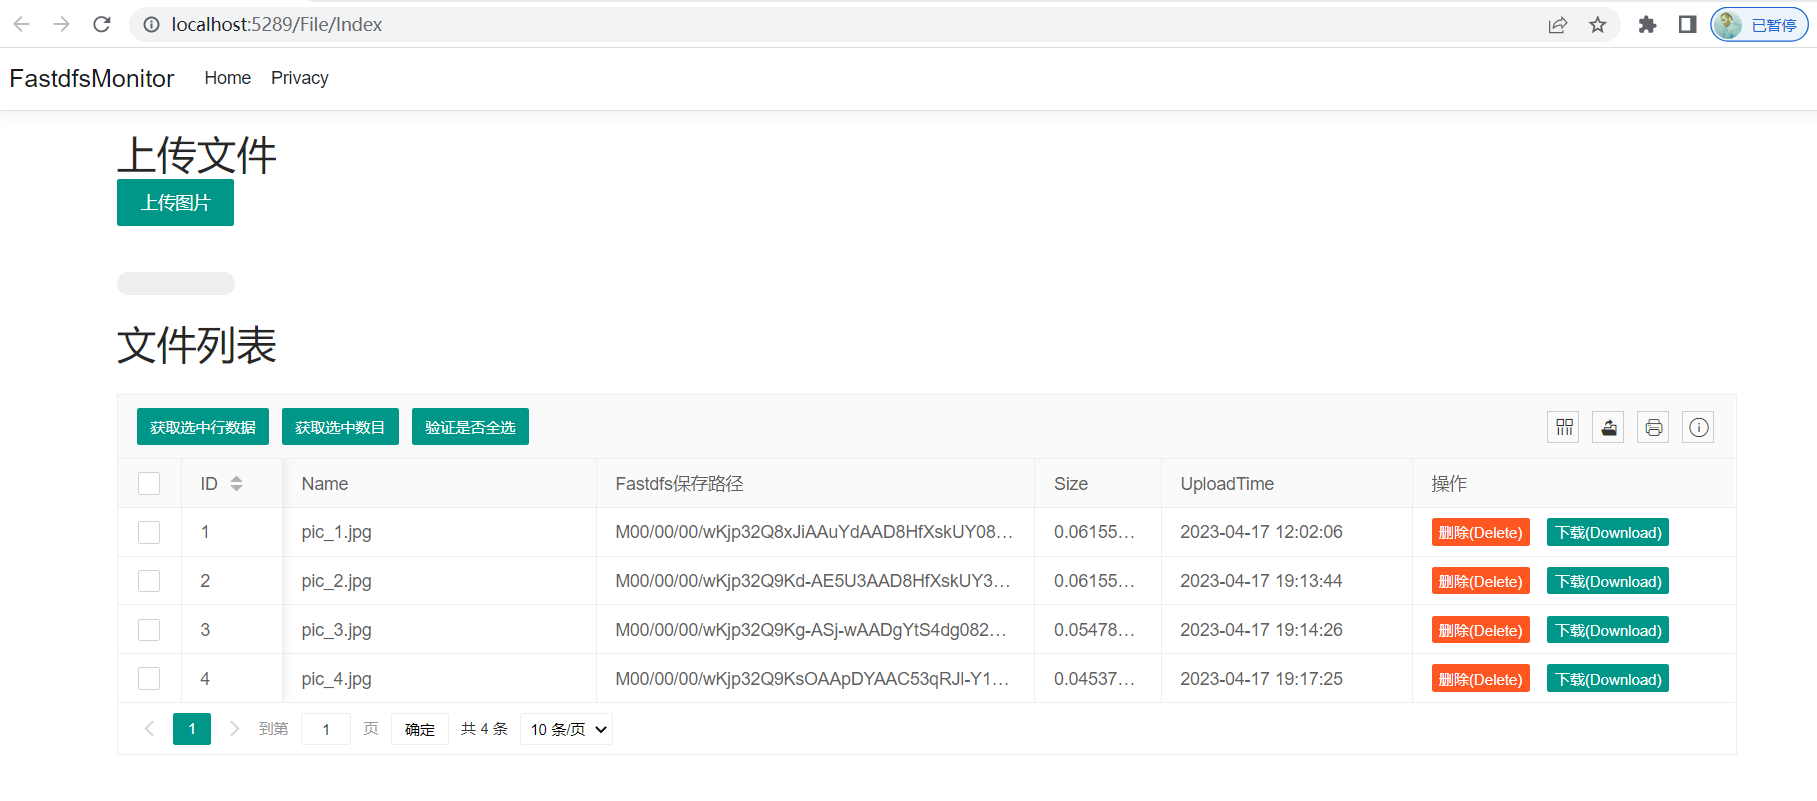 localhost:5289/File/Index
已暂停
FastdfsMonitor Home Privacy
上传文件
上传图片
文件列表
获取选中行数据 获取选中数目 验证是否全选
ID Name Fastdfs保存路径 Size UploadTime 操作
1 pic_1.jpg M00/00/00/wKjp32Q8xJiAAuYdAAD8HfXskUY08... 0.06155... 2023-04-17 12:02:06 删除(Delete) 下载(Download)
2 pic_2.jpg M00/00/00/wKjp32Q9Kd-AE5U3AAD8HfXskUY3... 0.06155... 2023-04-17 19:13:44 删除(Delete) 下载(Download)
3 pic_3.jpg M00/00/00/wKjp32Q9Kg-ASj-wAADgYtS4dg082... 0.05478... 2023-04-17 19:14:26 删除(Delete) 下载(Download)
4 pic_4.jpg M00/00/00/wKjp32Q9KsOAApDYAAC53qRJl-Y1... 0.04537... 2023-04-17 19:17:25 删除(Delete) 下载(Download)
1 到第 1 页 确定 共 4 条 10 条/页